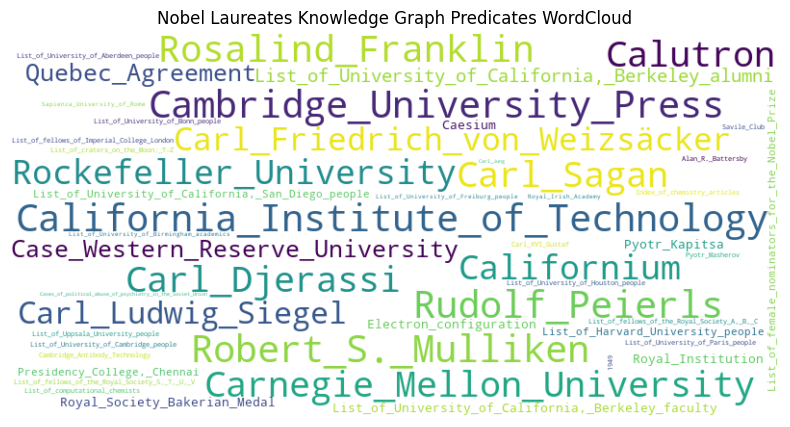 Nobel Laureates Knowledge Graph Predicates WordCloud
List_of_University_of_Aberdeen_people
Rosalind_Franklin
Calutron
Quebec_Agreement
List_of_University_of_California,_Berkeley_alumni
Sapienza_University_of_Rome
Cambridge_University_Press
List_of_University_of_Bonn_people
Caesium
Savile_Club
List_of_fellows_of_Imperial_College_London
Carl_Friedrich_von_Weizsäcker
List_of_craters_on_the_Moon:_T-Z
Alan_R._Battersby
Rockefeller_University
Carl_Jung
Carl_Sagan
List_of_University_of_California,_San_Diego_people
List_of_University_of_Freiburg_people
Royal_Irish_Academy
Index_of_chemistry_articles
List_of_female_nominators_for_the_Nobel_Prize
California_Institute_of_Technology
List_of_University_of_Birmingham_academics
Case_Western_Reserve_University
Carl_XVI_Gustaf
Pyotr_Kapitsa
Pyotr_Masherov
Carl_Djerassi
Californium
List_of_University_of_Houston_people
Cases_of_political_abuse_of_psychiatry_in_the_Soviet_Union
Carl_Ludwig_Siegel
Rudolf_Peierls
Electron_configuration
List_of_fellows_of_the_Royal_Society_A,_B,_C
List_of_Uppsala_University_people
List_of_Harvard_University_people
List_of_University_of_Cambridge_people
Robert_S._Mulliken
List_of_University_of_Paris_people
Cambridge_Antibody_Technology
1949
Royal_Institution
Presidency_College,_Chennai
List_of_fellows_of_the_Royal_Society_S,_T,_U,_V
Carnegie_Mellon_University
List_of_computational_chemists
Royal_Society_Bakerian_Medal
List_of_University_of_California,_Berkeley_faculty